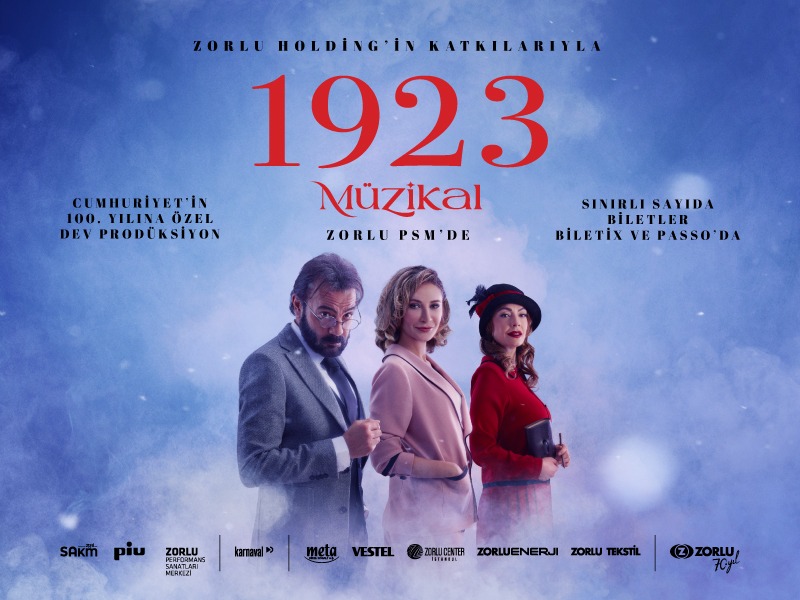 ZORLU HOLDİNG'İN KATKILARIYLA
1923
MÜZİKAL
CUMHURİYET'İN
100. YILINA ÖZEL
DEV PRODÜKSİYON
ZORLU PSM'DE
SINIRLI SAYIDA
BİLETLER
BİLETİX VE PASSO'DA
SAKM
piu
ZORLU
PERFORMANS
SANATLARI
MERKEZİ
karnaval
meta
VESTEL
ZORLU CENTER
İSTANBUL
ZORLUENERJI
ZORLU TEKSTİL
ZORLU
70.yıl